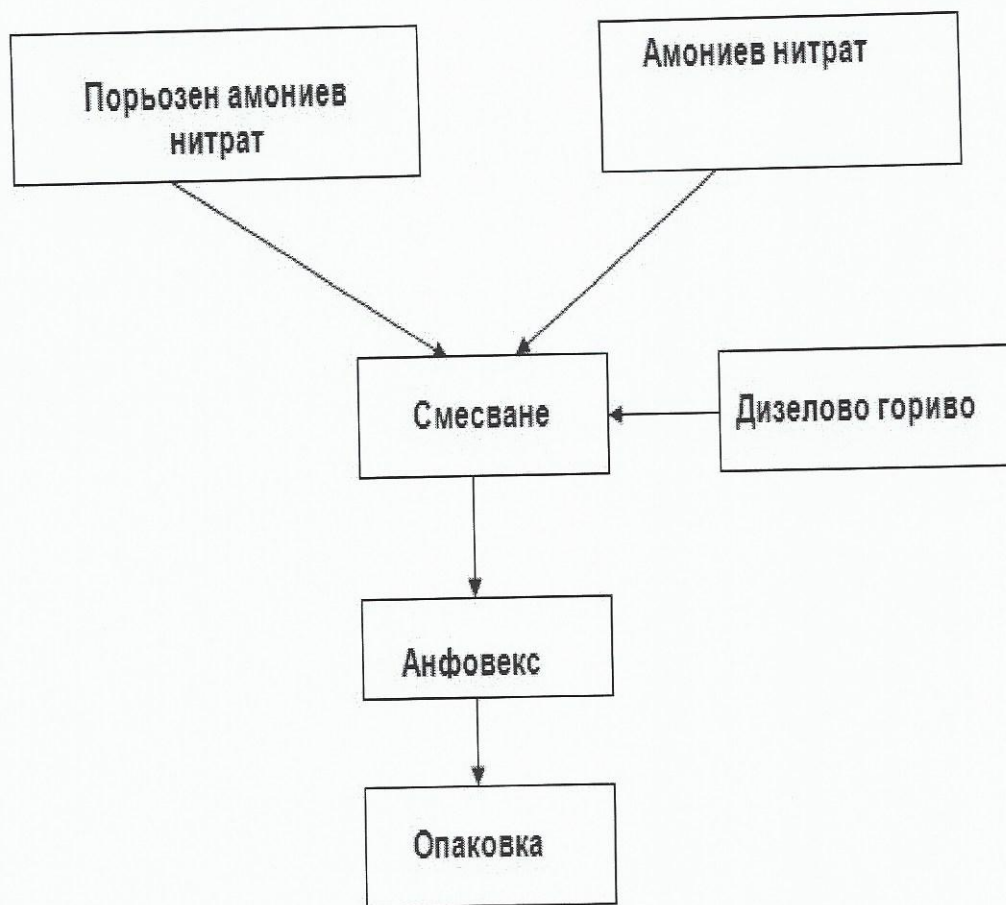 Порьозен амониев
нитрат
Амониев нитрат
Смесване
Дизелово гориво
Анфовекс
Опаковка